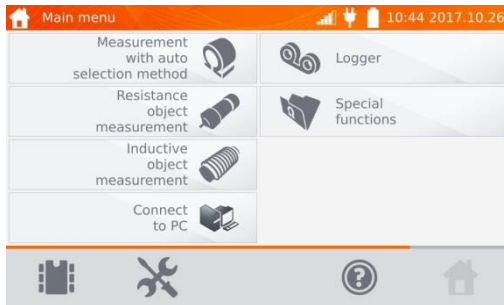 Main menu
10:44 2017.10.26
Measurement
with auto
selection method
Logger
Resistance
object
measurement
Special
functions
Inductive
object
measurement
Connect
to PC